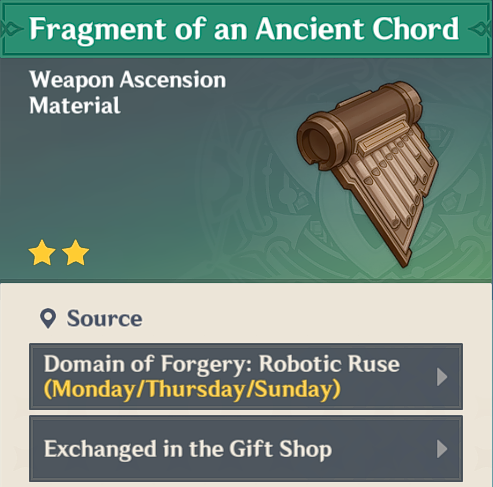 Fragment of an Ancient Chord
Weapon Ascension
Material
Source
Domain of Forgery: Robotic Ruse
(Monday/Thursday/Sunday)
Exchanged in the Gift Shop